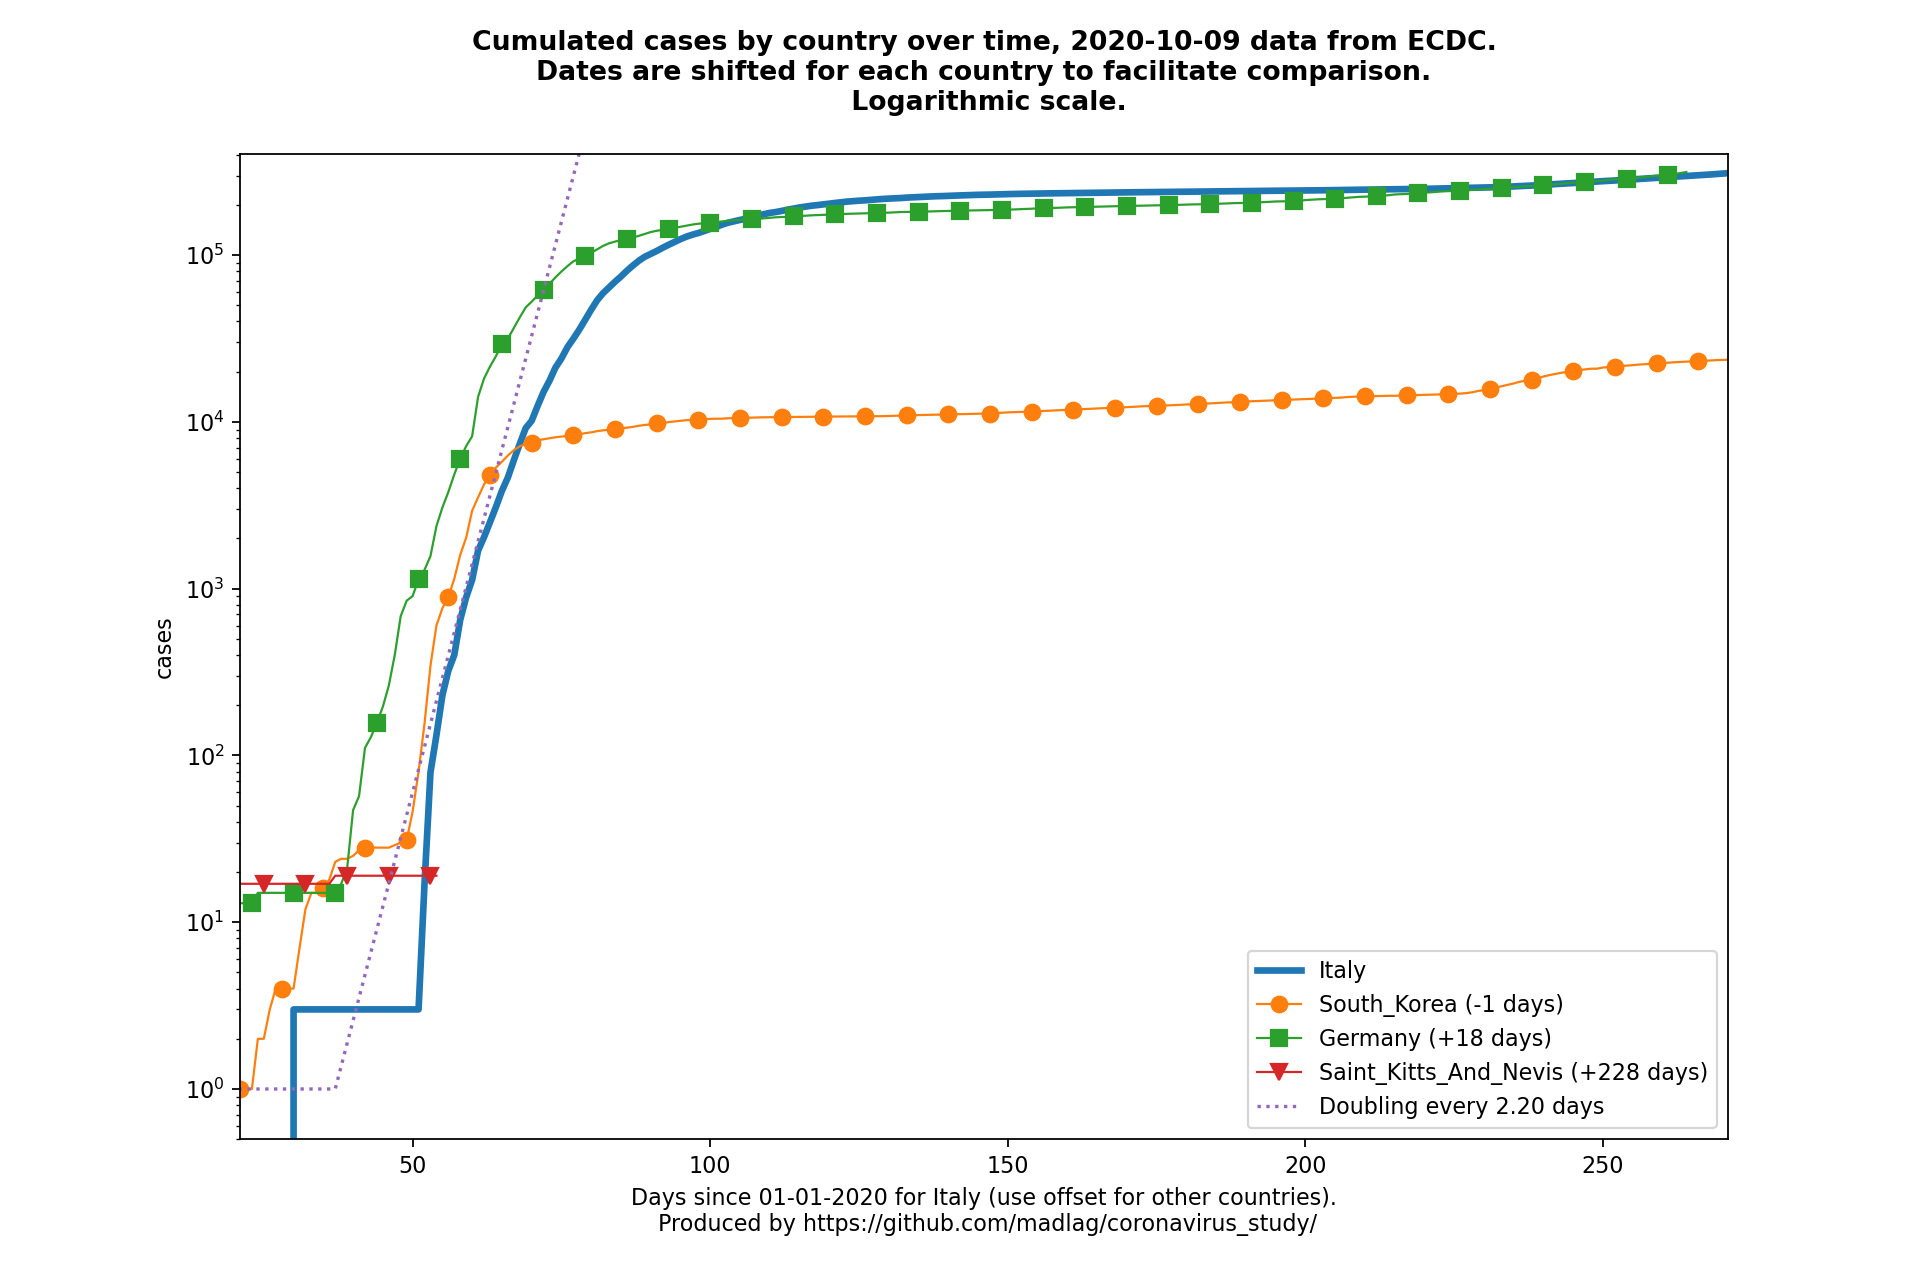 Cumulated cases by country over time, 2020-10-09 data from ECDC.
Dates are shifted for each country to facilitate comparison.
Logarithmic scale.
cases
10^5
10^4
10^3
10^2
10^1
10^0
50
100
150
200
250
Italy
South_Korea (-1 days)
Germany (+18 days)
Saint_Kitts_And_Nevis (+228 days)
Doubling every 2.20 days
Days since 01-01-2020 for Italy (use offset for other countries).
Produced by https://github.com/madlag/coronavirus_study/